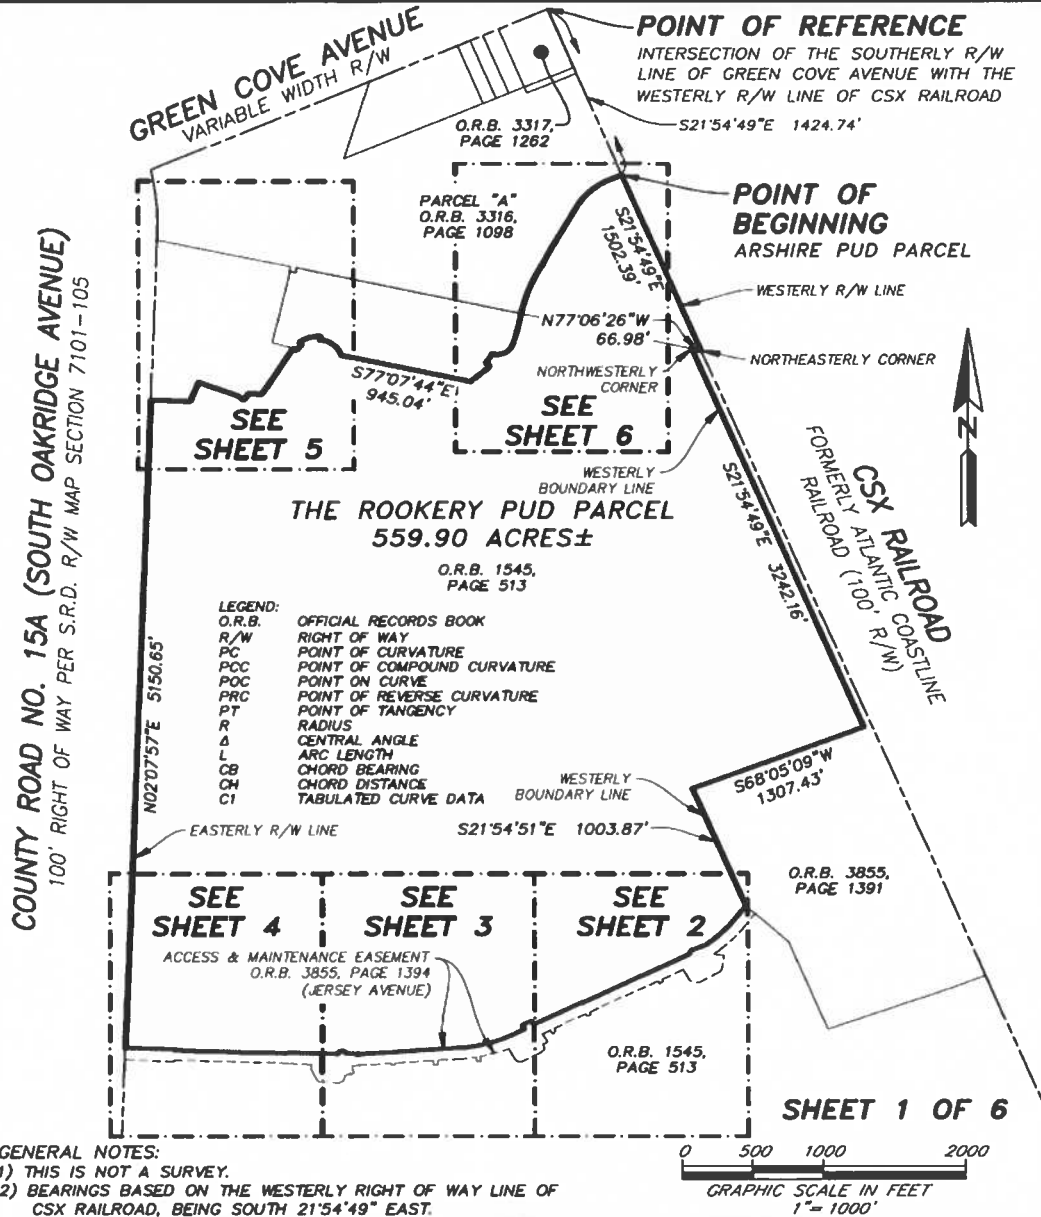 GREEN COVE AVENUE
VARIABLE WIDTH R/W
POINT OF REFERENCE
INTERSECTION OF THE SOUTHERLY R/W
LINE OF GREEN COVE AVENUE WITH THE
WESTERLY R/W LINE OF CSX RAILROAD
S21°54'49"E 1424.74'
O.R.B. 3317,
PAGE 1262
PARCEL "A"
O.R.B. 3316,
PAGE 1098
POINT OF
BEGINNING
ARSHIRE PUD PARCEL
S21°54'49"E
1502.39'
WESTERLY R/W LINE
N77°06'26"W
66.98'
NORTHEASTERLY CORNER
NORTHWESTERLY
CORNER
S77°07'44"E
945.04'
SEE
SHEET 5
SEE
SHEET 6
N
WESTERLY
BOUNDARY LINE
S21°54'49"E 3242.16'
CSX RAILROAD
FORMERLY ATLANTIC COASTLINE
RAILROAD (100' R/W)
COUNTY ROAD NO. 15A (SOUTH OAKRIDGE AVENUE)
100' RIGHT OF WAY PER S.R.D. R/W MAP SECTION 7101-105
THE ROOKERY PUD PARCEL
559.90 ACRES±
O.R.B. 1545,
PAGE 513
LEGEND:
O.R.B. OFFICIAL RECORDS BOOK
R/W RIGHT OF WAY
PC POINT OF CURVATURE
PCC POINT OF COMPOUND CURVATURE
POC POINT ON CURVE
PRC POINT OF REVERSE CURVATURE
PT POINT OF TANGENCY
R RADIUS
Δ CENTRAL ANGLE
L ARC LENGTH
CB CHORD BEARING
CH CHORD DISTANCE
C1 TABULATED CURVE DATA
N02°07'57"E 5150.65'
EASTERLY R/W LINE
WESTERLY
BOUNDARY LINE
S68°05'09"W
1307.43'
S21°54'51"E 1003.87'
O.R.B. 3855,
PAGE 1391
SEE
SHEET 4
SEE
SHEET 3
SEE
SHEET 2
ACCESS & MAINTENANCE EASEMENT
O.R.B. 3855, PAGE 1394
(JERSEY AVENUE)
O.R.B. 1545,
PAGE 513
SHEET 1 OF 6
GENERAL NOTES:
1) THIS IS NOT A SURVEY.
2) BEARINGS BASED ON THE WESTERLY RIGHT OF WAY LINE OF
CSX RAILROAD, BEING SOUTH 21°54'49" EAST.
0 500 1000 2000
GRAPHIC SCALE IN FEET
1"= 1000'